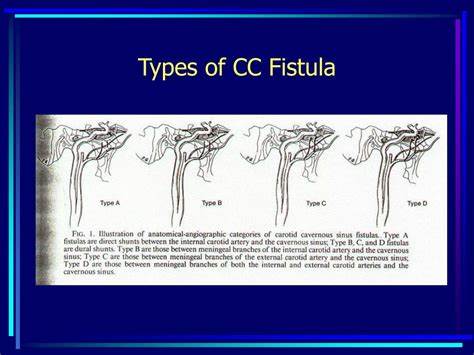 Types of CC Fistula
Type A Type B Type C Type D
FIG. 1. Illustration of anatomical-angiographic categories of carotid cavernous sinus fistulas. Type A
fistulas are direct shunts between the internal carotid artery and the cavernous sinus; Type B, C, and D fistulas
are dural shunts. Type B are those between meningeal branches of the internal carotid artery and the cavernous
sinus; Type C are those between meningeal branches of the external carotid artery and the cavernous sinus;
Type D are those between meningeal branches of both the internal and external carotid arteries and the
cavernous sinus.